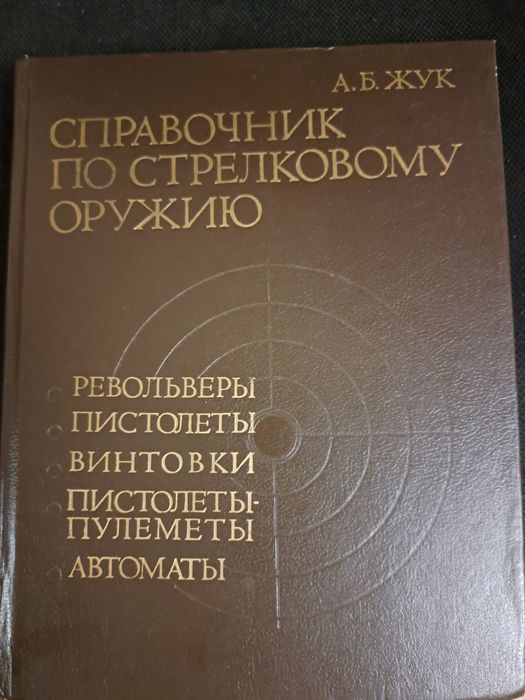 А.Б. ЖУК
СПРАВОЧНИК
ПО СТРЕЛКОВОМУ
ОРУЖИЮ
РЕВОЛЬВЕРЫ
ПИСТОЛЕТЫ
ВИНТОВКИ
ПИСТОЛЕТЫ-
ПУЛЕМЕТЫ
АВТОМАТЫ